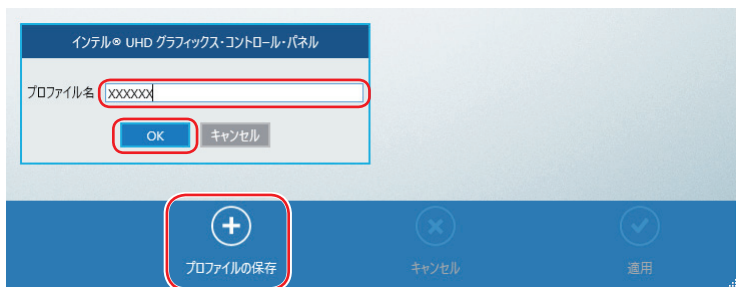 インテル® UHD グラフィックス・コントロール・パネル
プロファイル名 XXXXXX
OK キャンセル
プロファイルの保存 キャンセル 適用